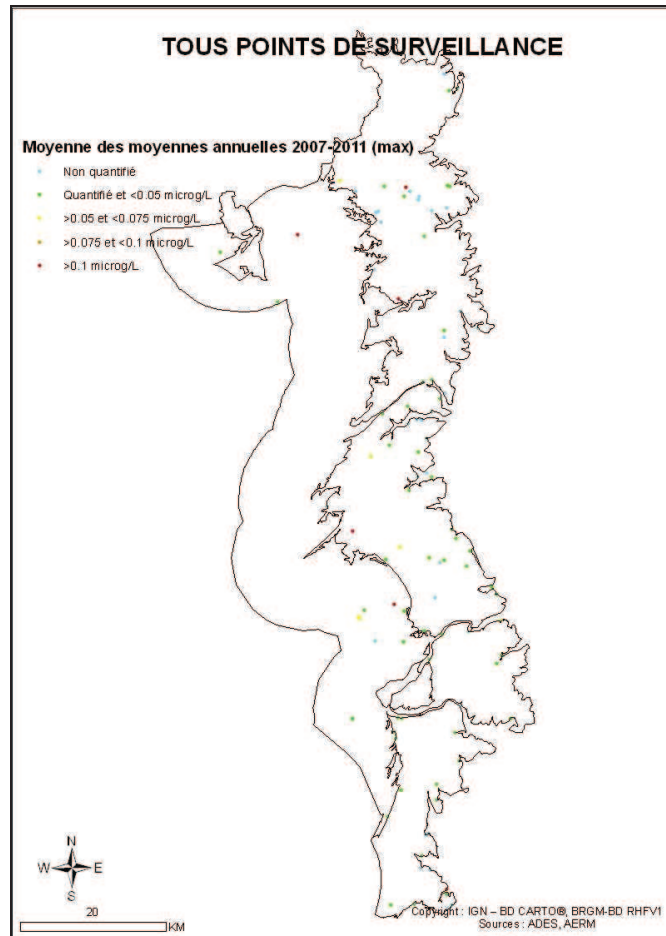 TOUS POINTS DE SURVEILLANCE
Moyenne des moyennes annuelles 2007-2011 (max)
Non quantifié
Quantifié et <0.05 microg/L
>0.05 et <0.075 microg/L
>0.075 et <0.1 microg/L
>0.1 microg/L
N
W E
S
20
KM
Copyright : IGN – BD CARTO®, BRGM-BD RHFV1
Sources : ADES, AERM